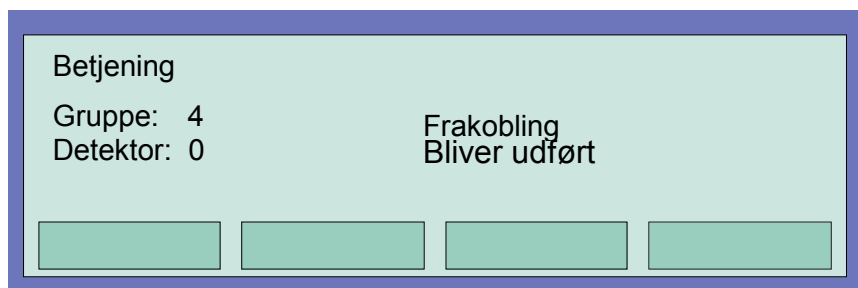 Betjening
Gruppe: 4
Detektor: 0
Frakobling
Bliver udført